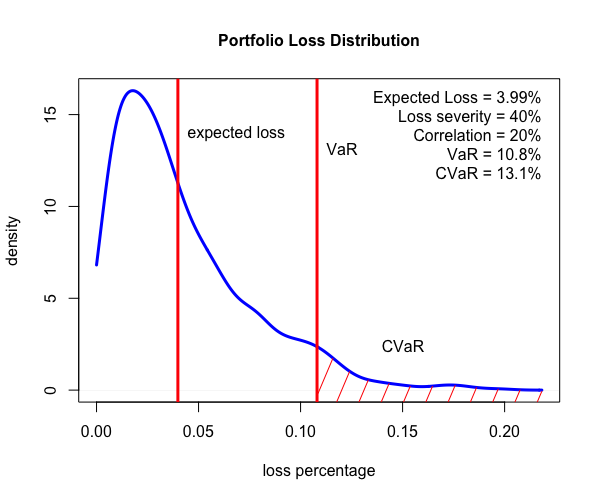 Portfolio Loss Distribution
Expected Loss = 3.99%
Loss severity = 40%
Correlation = 20%
VaR = 10.8%
CVaR = 13.1%
expected loss
VaR
CVaR
density
15
10
5
0
0.00
0.05
0.10
0.15
0.20
loss percentage